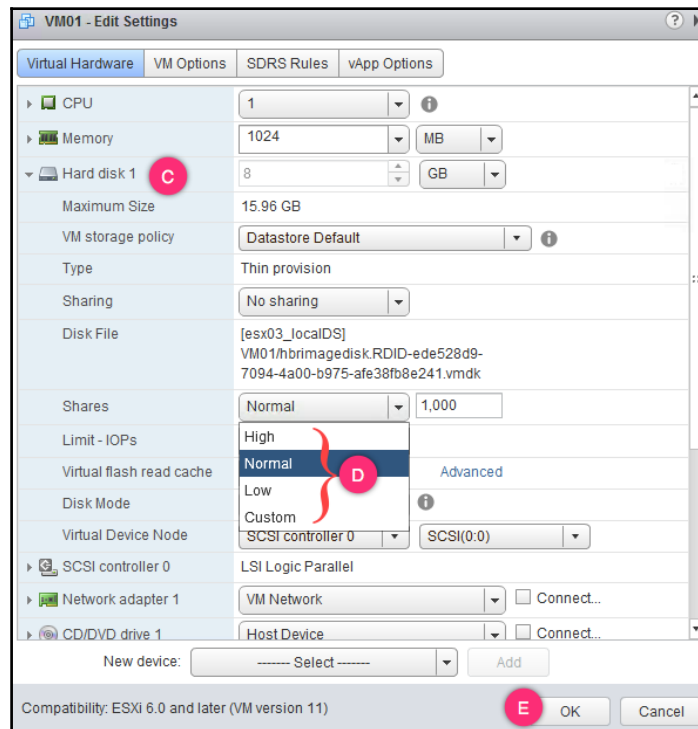 VM01 - Edit Settings ?
Virtual Hardware VM Options SDRS Rules vApp Options
CPU 1
Memory 1024 MB
Hard disk 1 C 8 GB
Maximum Size 15.96 GB
VM storage policy Datastore Default
Type Thin provision
Sharing No sharing
Disk File [esx03_localDS]
VM01/hbrimagedisk.RDID-ede528d9-
7094-4a00-b975-afe38fb8e241.vmdk
Shares Normal 1,000
Limit - IOPs High
Virtual flash read cache Normal D Advanced
Disk Mode Low
Custom
Virtual Device Node SCSI controller 0 SCSI(0:0)
SCSI controller 0 LSI Logic Parallel
Network adapter 1 VM Network Connect...
CD/DVD drive 1 Host Device Connect...
New device: ------- Select ------- Add
Compatibility: ESXi 6.0 and later (VM version 11) E OK Cancel